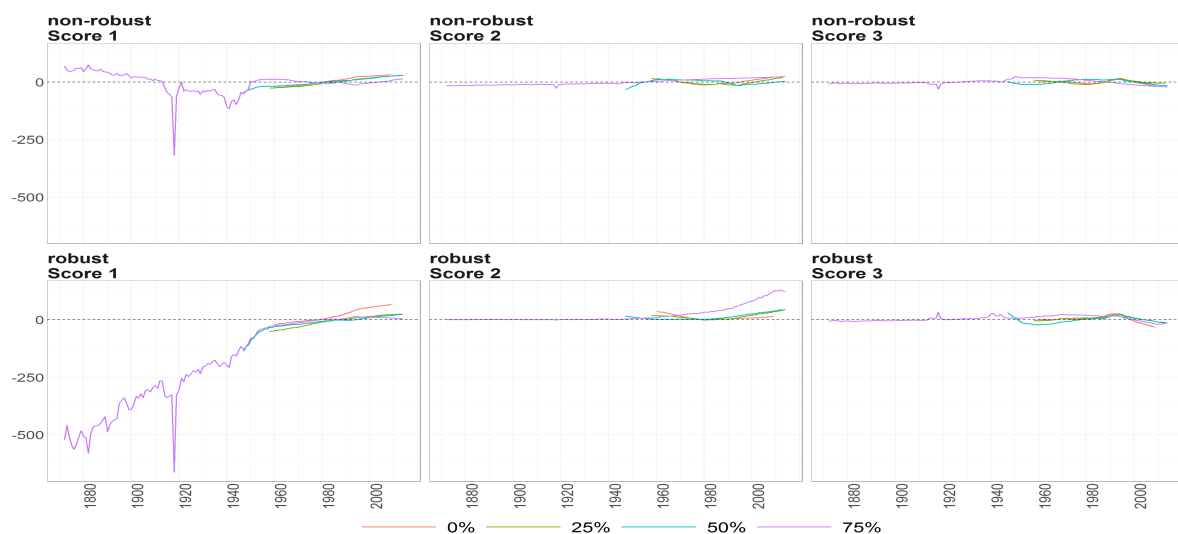 non-robust
Score 1
non-robust
Score 2
non-robust
Score 3
0
-250
-500
robust
Score 1
robust
Score 2
robust
Score 3
0
-250
-500
1880 1900 1920 1940 1960 1980 2000
1880 1900 1920 1940 1960 1980 2000
1880 1900 1920 1940 1960 1980 2000
0% 25% 50% 75%